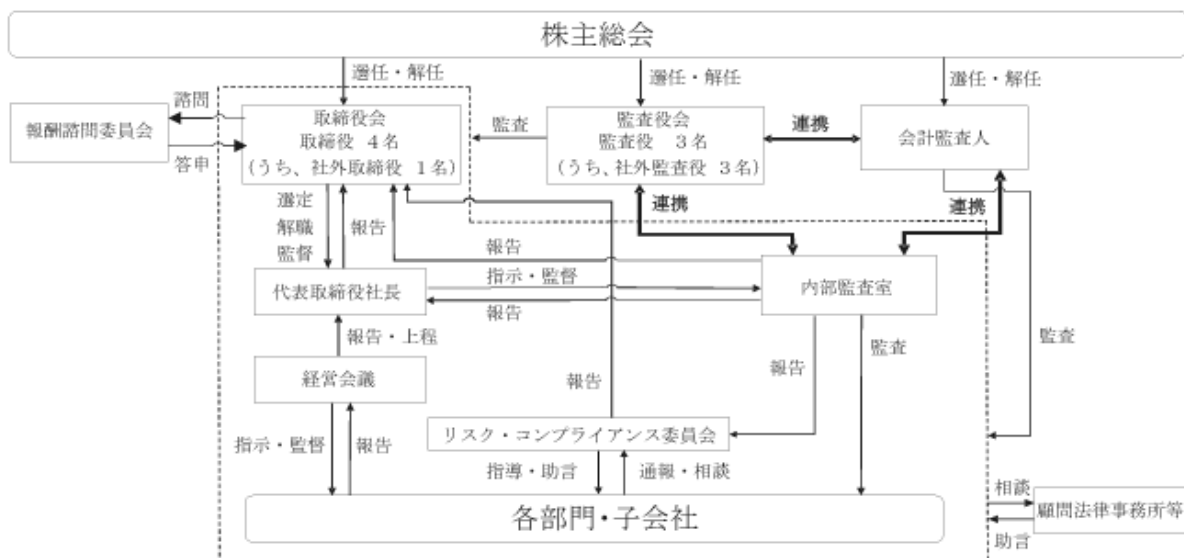 株主総会
選任・解任
選任・解任
選任・解任
諮問
報酬諮問委員会
答申
取締役会
取締役 4名
(うち、社外取締役 1名)
監査
監査役会
監査役 3名
(うち、社外監査役 3名)
連携
会計監査人
選定
解職
監督
報告
連携
連携
報告
代表取締役社長
指示・監督
報告
内部監査室
報告・上程
監査
監査
経営会議
報告
報告
指示・監督
報告
リスク・コンプライアンス委員会
指導・助言
通報・相談
各部門・子会社
相談
顧問法律事務所等
助言